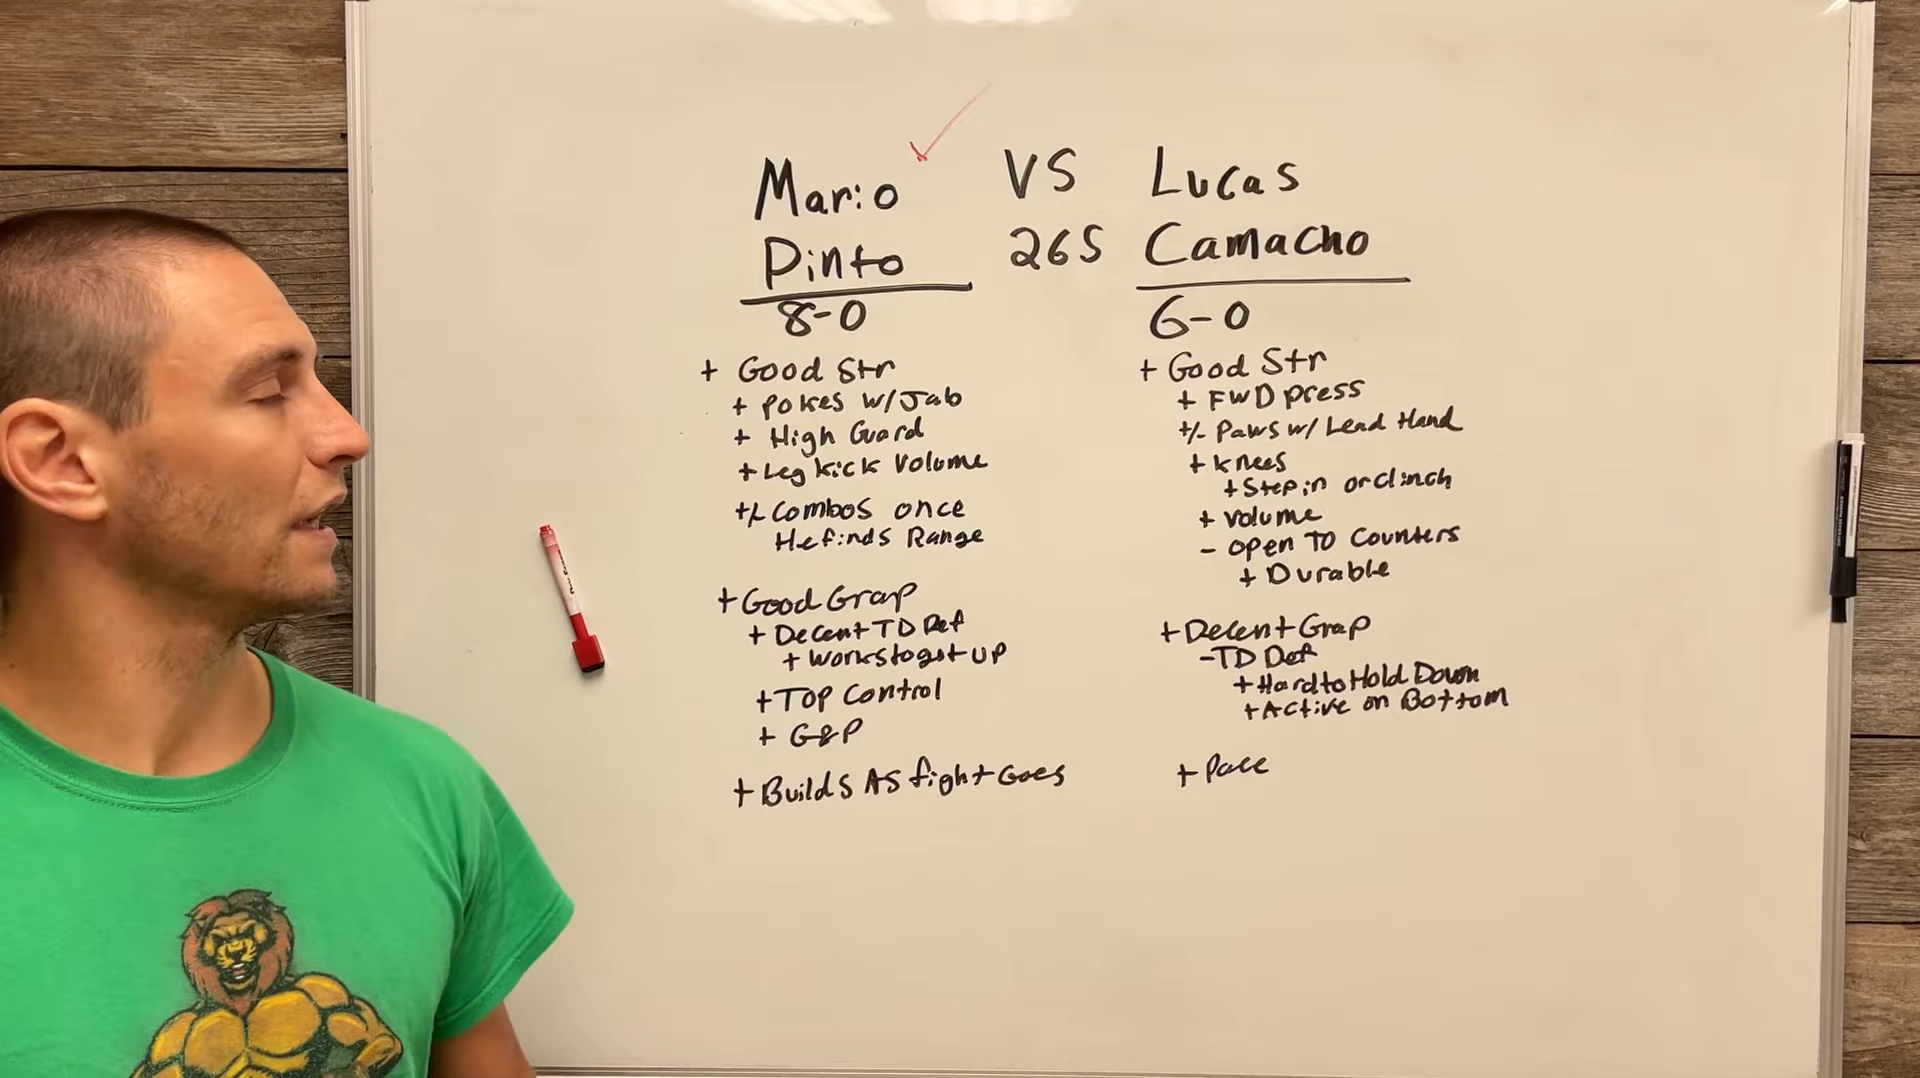 Mario VS Lucas
Pinto 265 Camacho
8-0
+ Good Str
+ Pokes w/Jab
+ High Guard
+ Leg kick Volume
+/- Combos once
He finds Range
+ Good Grap
+ Decent TD Def
+ works to get up
+ Top Control
+ G&P
+ Builds As fight Goes
6-0
+ Good Str
+ FWD press
+/- Paws w/ Lead Hand
+ knees
+ Step in or clinch
+ volume
- open To Counters
+ Durable
+ Decent Grap
- TD Def
+ Hard to Hold Down
+ Active on Bottom
+ Pace